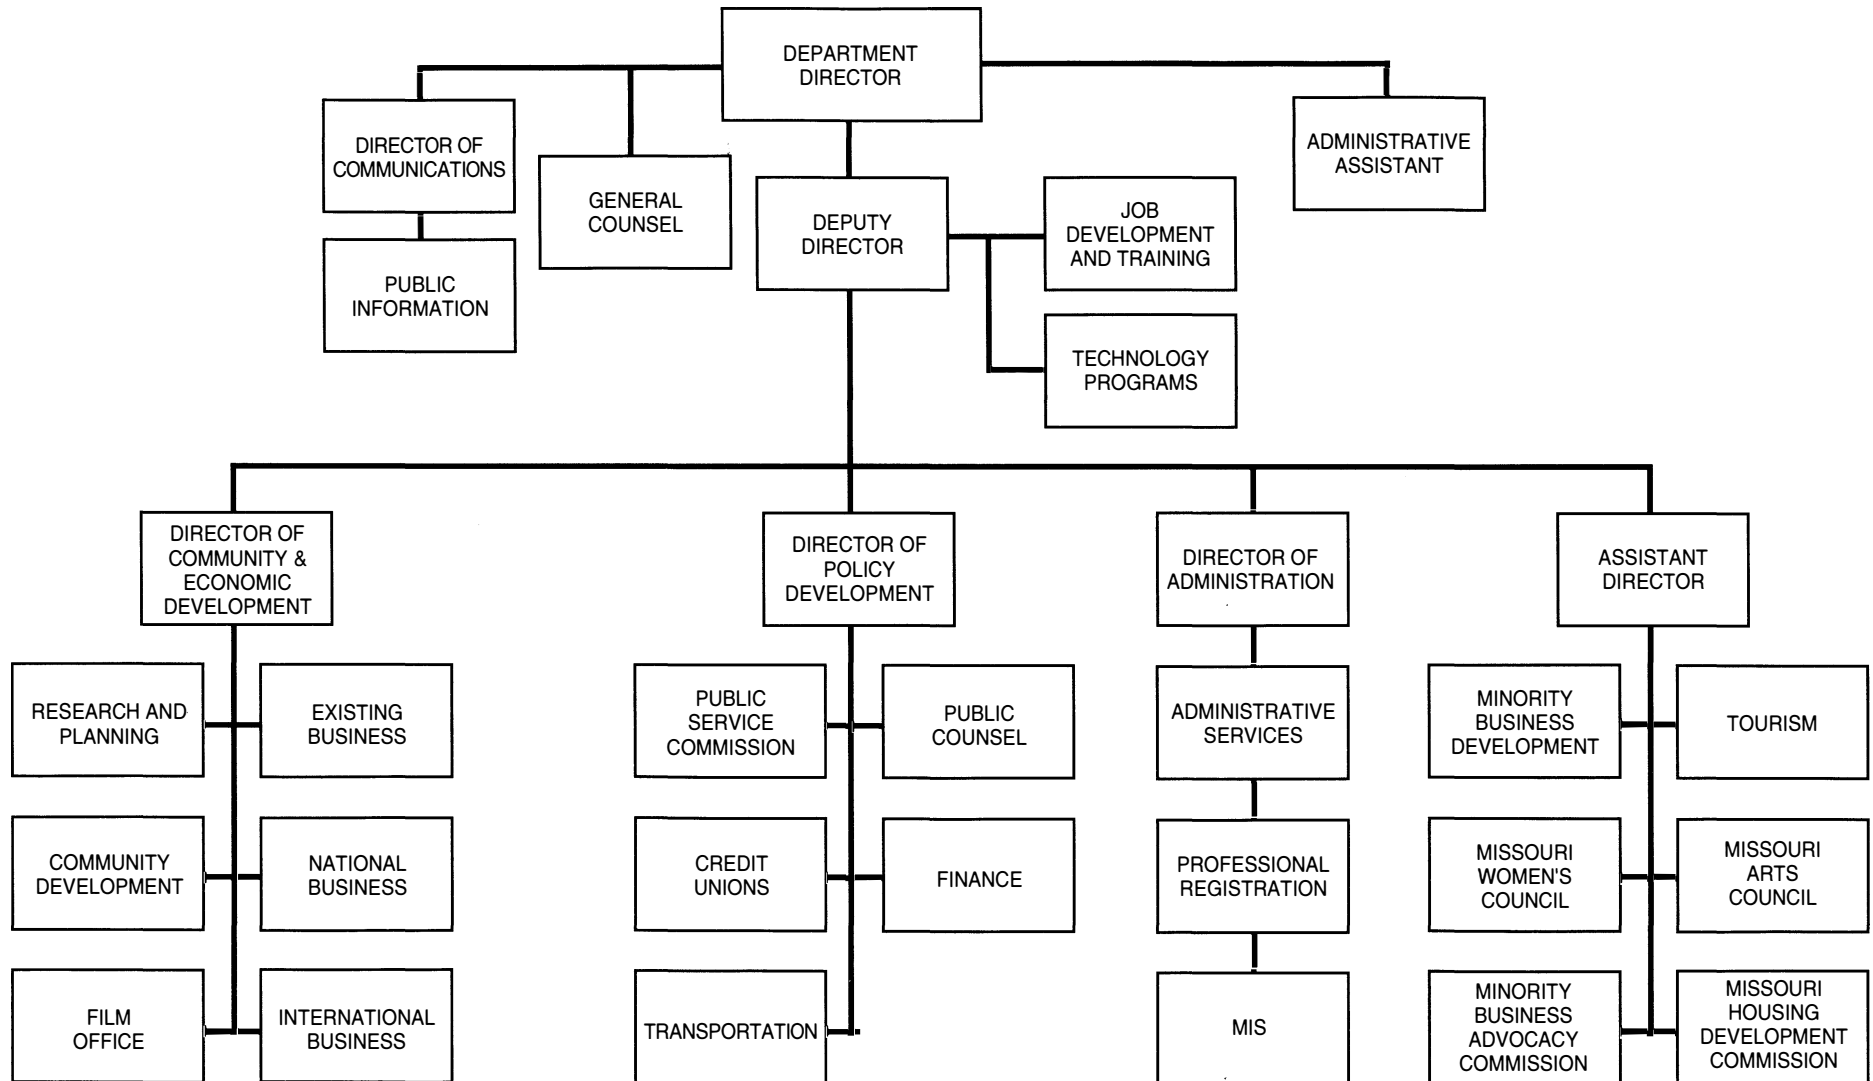 DEPARTMENT
DIRECTOR
DIRECTOR OF
COMMUNICATIONS
GENERAL
COUNSEL
ADMINISTRATIVE
ASSISTANT
PUBLIC
INFORMATION
DEPUTY
DIRECTOR
JOB
DEVELOPMENT
AND TRAINING
TECHNOLOGY
PROGRAMS
DIRECTOR OF
COMMUNITY &
ECONOMIC
DEVELOPMENT
DIRECTOR OF
POLICY
DEVELOPMENT
DIRECTOR OF
ADMINISTRATION
ASSISTANT
DIRECTOR
RESEARCH AND
PLANNING
EXISTING
BUSINESS
PUBLIC
SERVICE
COMMISSION
PUBLIC
COUNSEL
ADMINISTRATIVE
SERVICES
MINORITY
BUSINESS
DEVELOPMENT
TOURISM
COMMUNITY
DEVELOPMENT
NATIONAL
BUSINESS
CREDIT
UNIONS
FINANCE
PROFESSIONAL
REGISTRATION
MISSOURI
WOMEN'S
COUNCIL
MISSOURI
ARTS
COUNCIL
FILM
OFFICE
INTERNATIONAL
BUSINESS
TRANSPORTATION
MIS
MINORITY
BUSINESS
ADVOCACY
COMMISSION
MISSOURI
HOUSING
DEVELOPMENT
COMMISSION